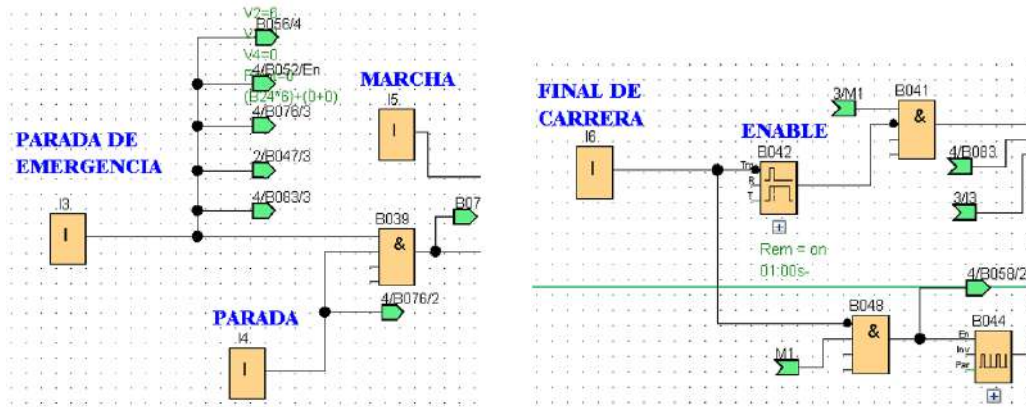 V2=6
B056/4
V4=0
4/B052/En
(B24*6)+(0+0)
4/B076/3
MARCHA
I5.
I
PARADA DE
EMERGENCIA
2/B047/3
4/B083/3
I3.
I
B039
&
B07
4/B076/2
PARADA
I4.
I
FINAL DE
CARRERA
I6.
I
3/M1
B041
&
ENABLE
B042
Trg
R
T
4/B083.
3/I3
Rem = on
01:00s-
4/B058/2
B048
&
M1.
B044
En
Inv
Par